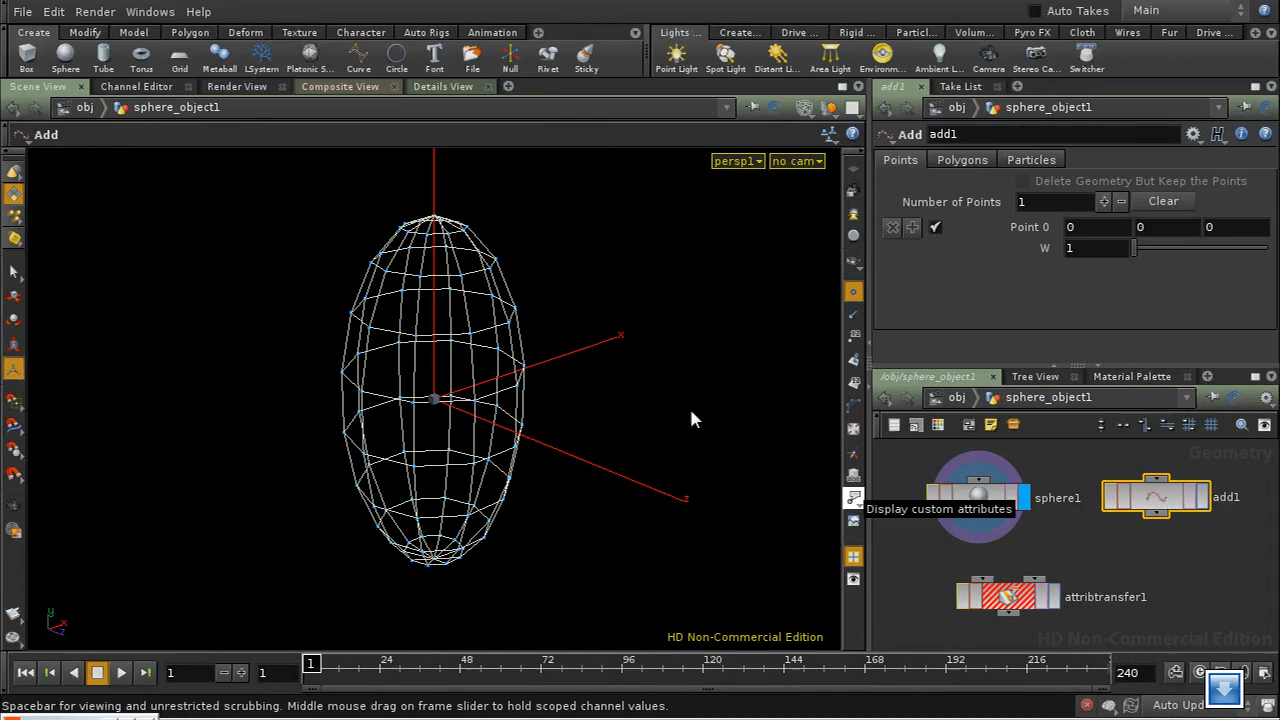 File Edit Render Windows Help Auto Takes Main
Create Modify Model Polygon Deform Texture Character Auto Rigs Animation Lights ... Create... Drive ... Rigid ... Particl... Volum... Pyro FX Cloth Wires Fur Drive ...
Box Sphere Tube Torus Grid Metaball LSystem Platonic S... Curve Circle Font File Null Rivet Sticky Point Light Spot Light Distant Li... Area Light Environm... Ambient L... Camera Stereo Ca... Switcher
Scene View Channel Editor Render View Composite View Details View add1 Take List
obj sphere_object1 obj sphere_object1
Add Add add1
persp1 no cam
Points Polygons Particles
Delete Geometry But Keep the Points
Number of Points 1 Clear
Point 0 0 0 0
W 1
x
z
/obj/sphere_object1 Tree View Material Palette
obj sphere_object1
Geometry
sphere1 add1
Display custom attributes
attribtransfer1
y
x
z
HD Non-Commercial Edition
HD Non-Commercial Edition
1 1 1 24 48 72 96 120 144 168 192 216 240
Spacebar for viewing and unrestricted scrubbing. Middle mouse drag on frame slider to hold scoped channel values. Auto Upd